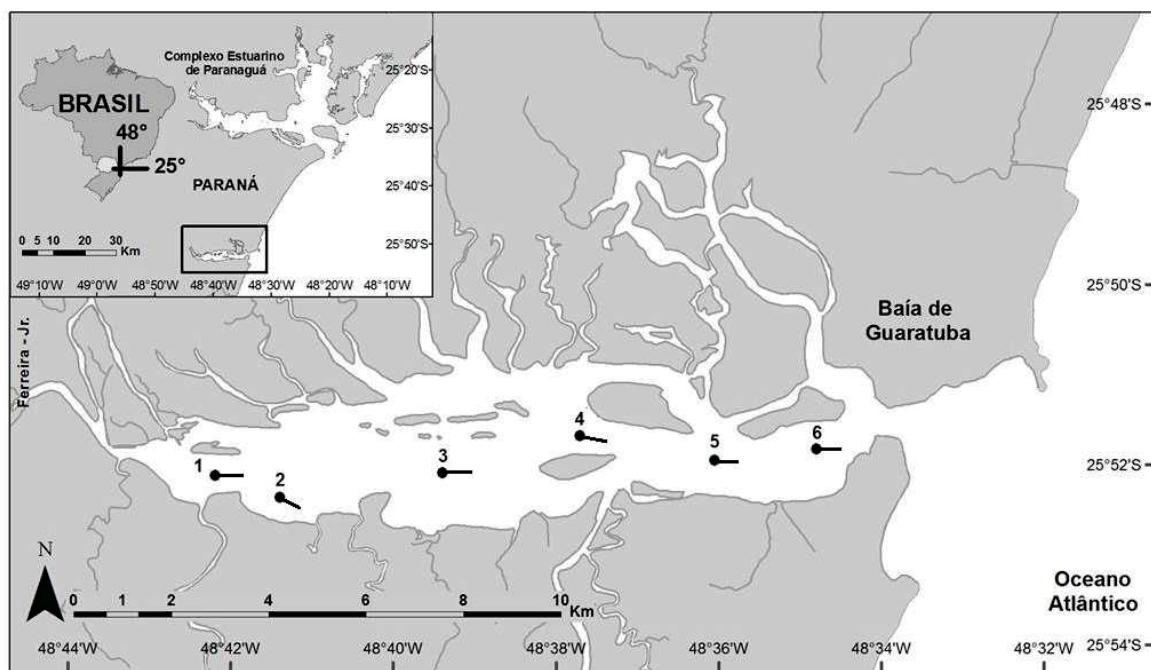 Complexo Estuarino
de Paranaguá
BRASIL
48°
25°
PARANÁ
25°20'S
25°30'S
25°40'S
25°50'S
0 5 10 20 30
Km
49°10'W 49°0'W 48°50'W 48°40'W 48°30'W 48°20'W 48°10'W 48°0'W
25°48'S
25°50'S
25°52'S
25°54'S
Ferreira - Jr.
Baía de
Guaratuba
1
2
3
4
5
6
N
0 1 2 4 6 8 10
Km
Oceano
Atlântico
48°44'W 48°42'W 48°40'W 48°38'W 48°36'W 48°34'W 48°32'W